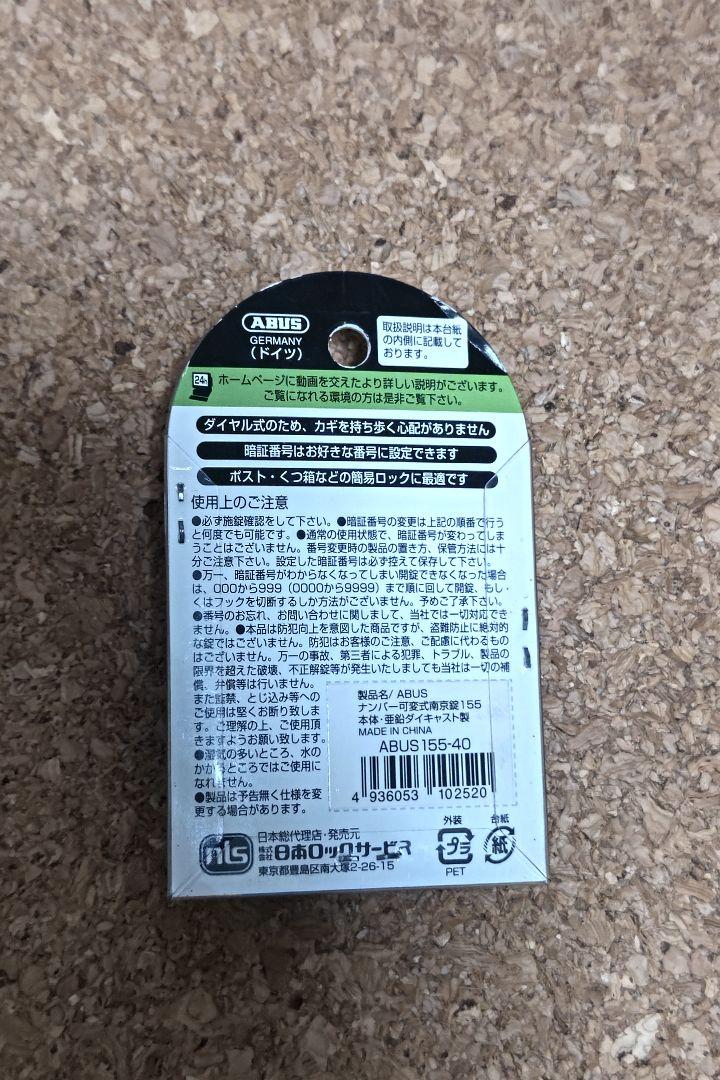 ABUS
GERMANY
(ドイツ)
取扱説明は本台紙
の内側に記載して
おります。
24h
ホームページに動画を交えたより詳しい説明がございます。
ご覧になれる環境の方は是非ご覧下さい。
ダイヤル式のため、カギを持ち歩く心配がありません
暗証番号はお好きな番号に設定できます
ポスト・くつ箱などの簡易ロックに最適です
使用上のご注意
●必ず施錠確認をして下さい。●暗証番号の変更は上記の順番で行う
と何度でも可能です。●通常の使用状態で、暗証番号が変わってしま
うことはございません。番号変更時の製品の置き方、保管方法には十
分ご注意下さい。設定した暗証番号は必ず控えて保存して下さい。
●万一、暗証番号がわからなくなってしまい開錠できなくなった場合
は、000から999(0000から9999)まで順に回して開錠、もし
くはフックを切断するしか方法がございません。予めご了承下さい。
●番号のお忘れ、お問い合わせに関しまして、当社では一切対応でき
ません。●本品は防犯向上を意図した商品ですが、盗難防止に絶対的
な錠ではございません。防犯はお客様のご注意、ご配慮に代わるもの
はございません。万一の事故、第三者による犯罪、トラブル、製品の
限界を超えた破壊、不正解錠等が発生いたしましても当社は一切の補
償、弁償等は行いません。
また監禁、とじ込み等への
ご使用は堅くお断り致しま
す。ご理解の上、ご使用頂
きますようお願い致します。
●湿気の多いところ、水の
かかるところではご使用に
なれません。
●製品は予告無く仕様を変
更する場合があります。
製品名/ABUS
ナンバー可変式南京錠155
本体・亜鉛ダイキャスト製
MADE IN CHINA
ABUS155-40
4 936053 102520
外装
プラ
PET
台紙
紙
nls
日本総代理店・発売元
株式会社日本ロックサービス
東京都豊島区南大塚2-26-15